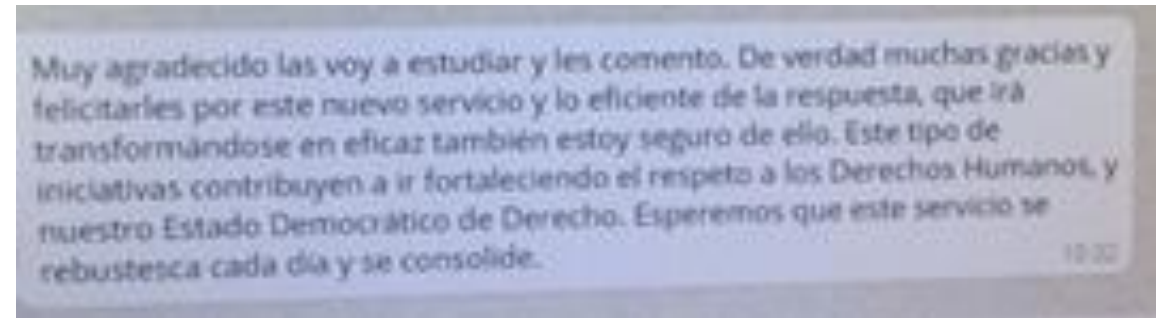 Muy agradecido las voy a estudiar y les comento. De verdad muchas gracias y
felicitarles por este nuevo servicio y lo eficiente de la respuesta, que irá
transformándose en eficaz también estoy seguro de ello. Este tipo de
iniciativas contribuyen a ir fortaleciendo el respeto a los Derechos Humanos, y
nuestro Estado Democrático de Derecho. Esperemos que este servicio se
rebustesca cada día y se consolide.